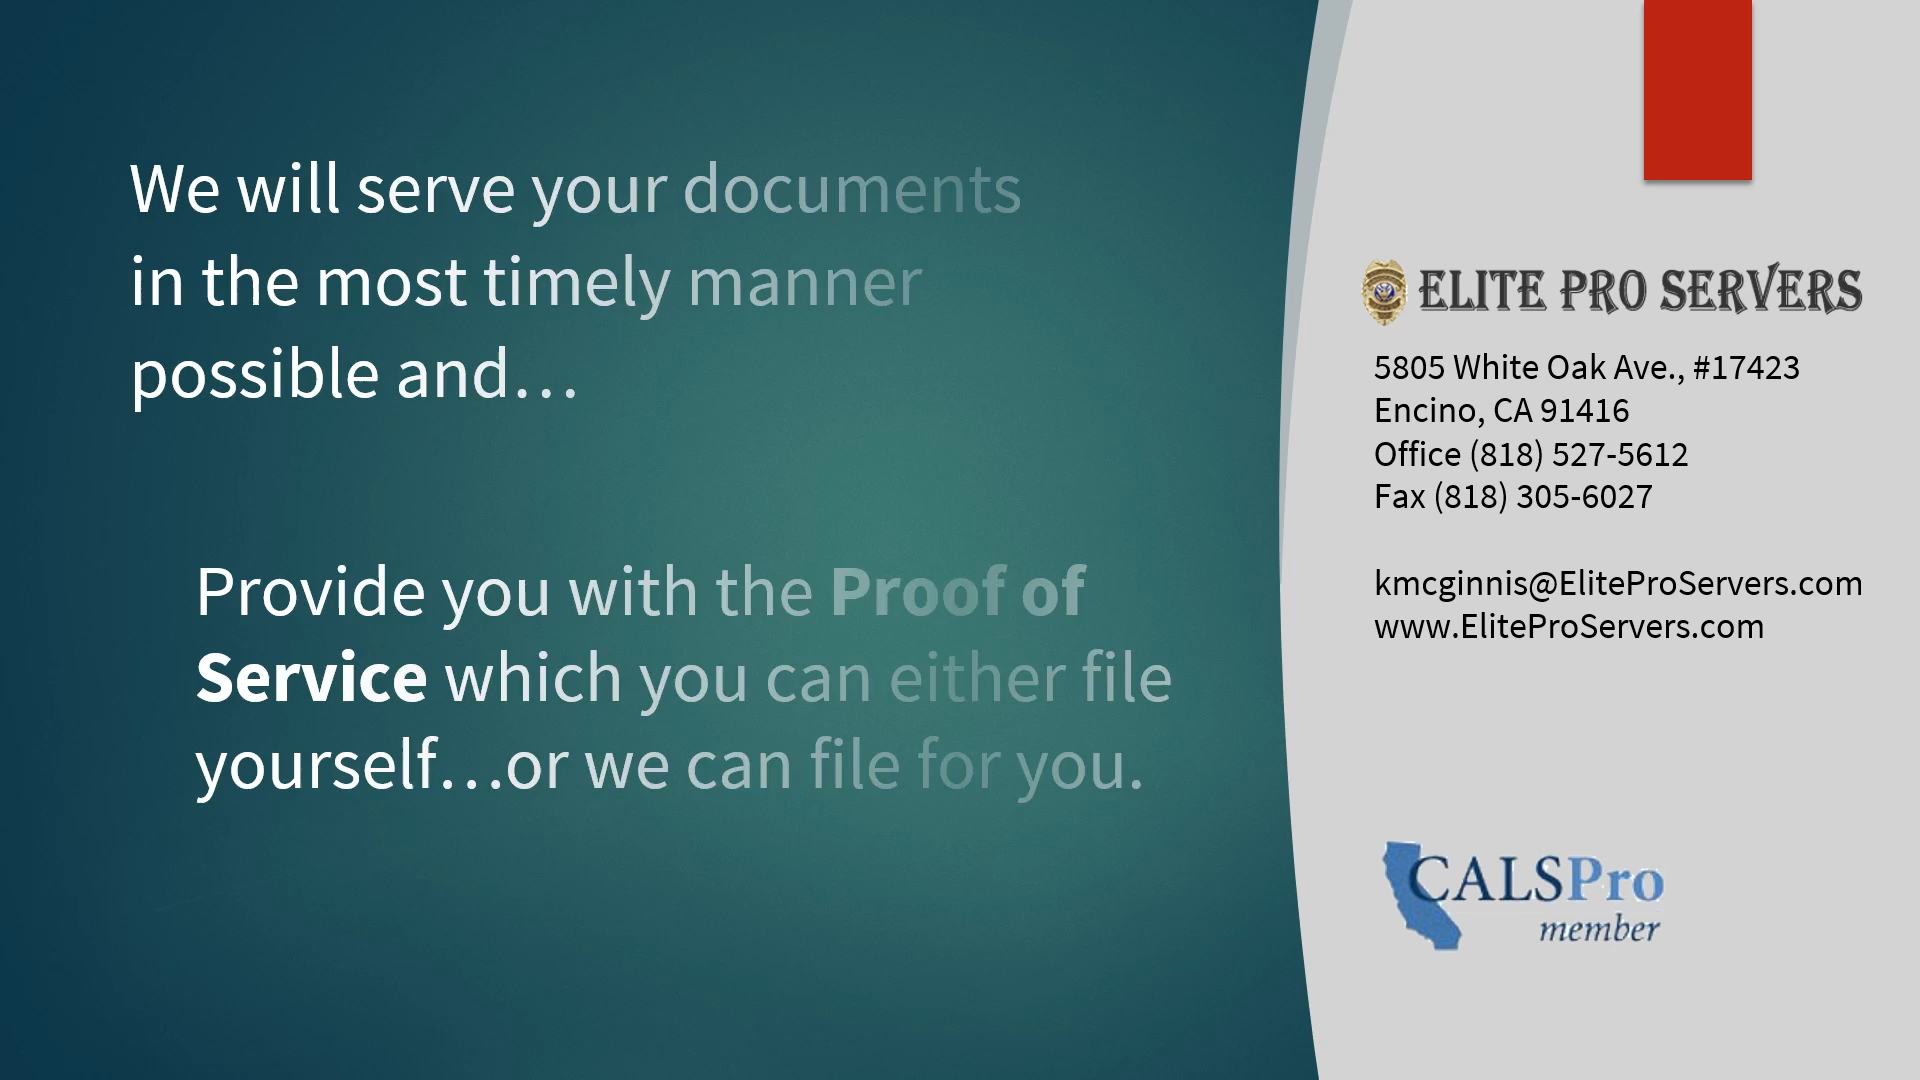 We will serve your documents
in the most timely manner
possible and…
Provide you with the Proof of
Service which you can either file
yourself…or we can file for you.
ELITE PRO SERVERS
5805 White Oak Ave., #17423
Encino, CA 91416
Office (818) 527-5612
Fax (818) 305-6027
kmcginnis@EliteProServers.com
www.EliteProServers.com
CALSPro
member